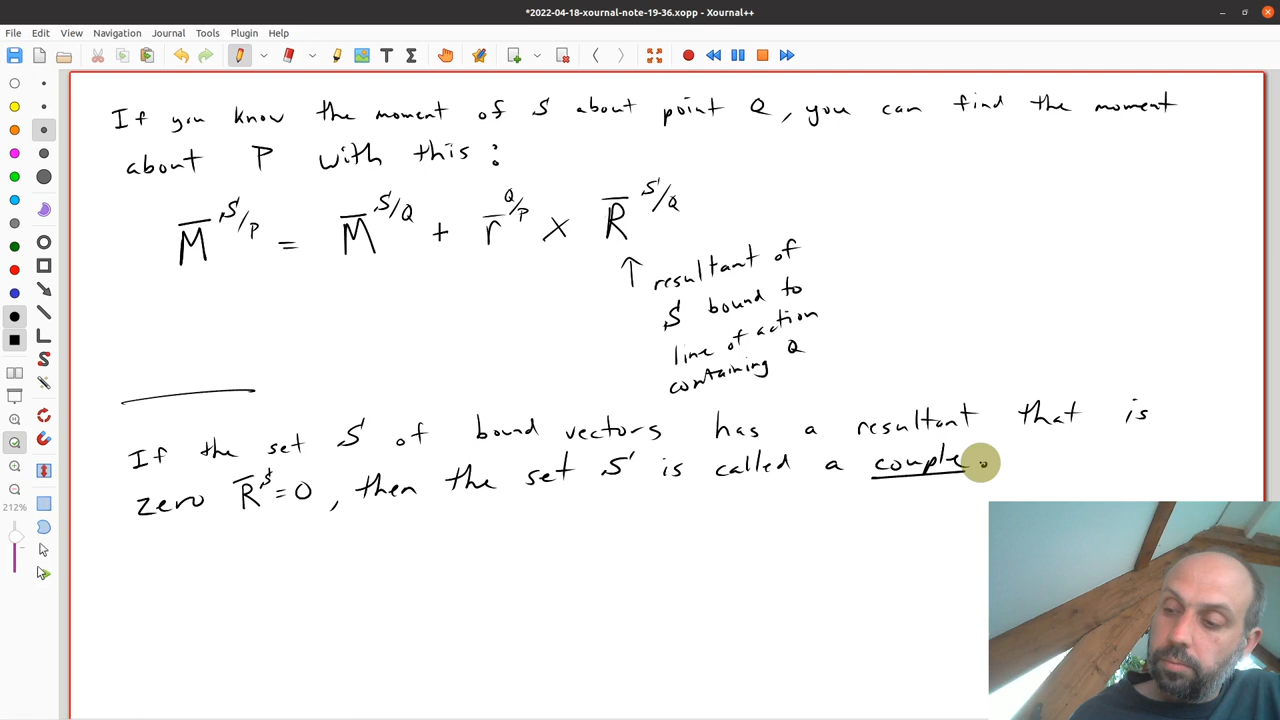 *2022-04-18-xournal-note-19-36.xopp - Xournal++
File Edit View Navigation Journal Tools Plugin Help
If you know the moment of S about point Q, you can find the moment
about P with this:
M̅^S/P = M̅^S/Q + r̅^Q/P × R̅^S/Q
↑ resultant of
S bound to
line of action
containing Q
If the set S of bound vectors has a resultant that is
zero R̅^S = 0, then the set S is called a couple.
212%